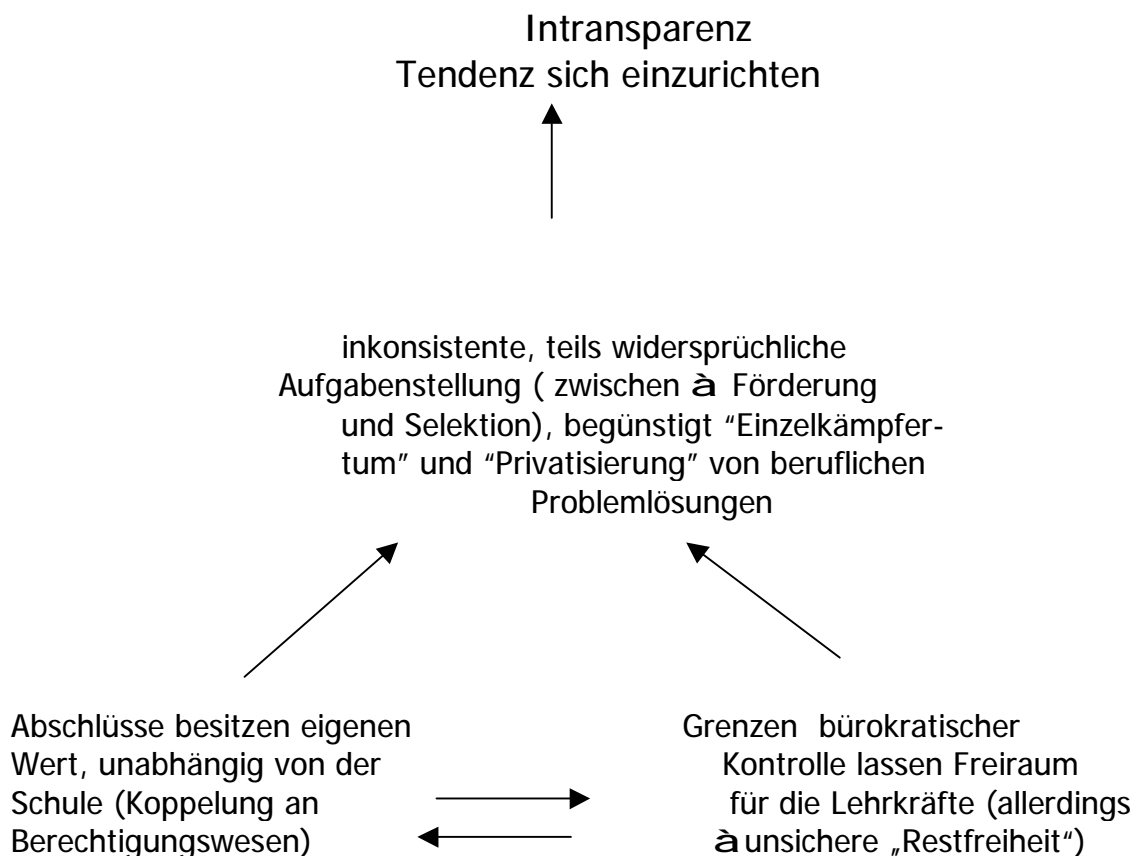 Intransparenz
Tendenz sich einzurichten
inkonsistente, teils widersprüchliche
Aufgabenstellung ( zwischen à Förderung
und Selektion), begünstigt "Einzelkämpfer-
tum" und "Privatisierung" von beruflichen
Problemlösungen
Abschlüsse besitzen eigenen
Wert, unabhängig von der
Schule (Koppelung an
Berechtigungswesen)
Grenzen bürokratischer
Kontrolle lassen Freiraum
für die Lehrkräfte (allerdings
à unsichere „Restfreiheit“)